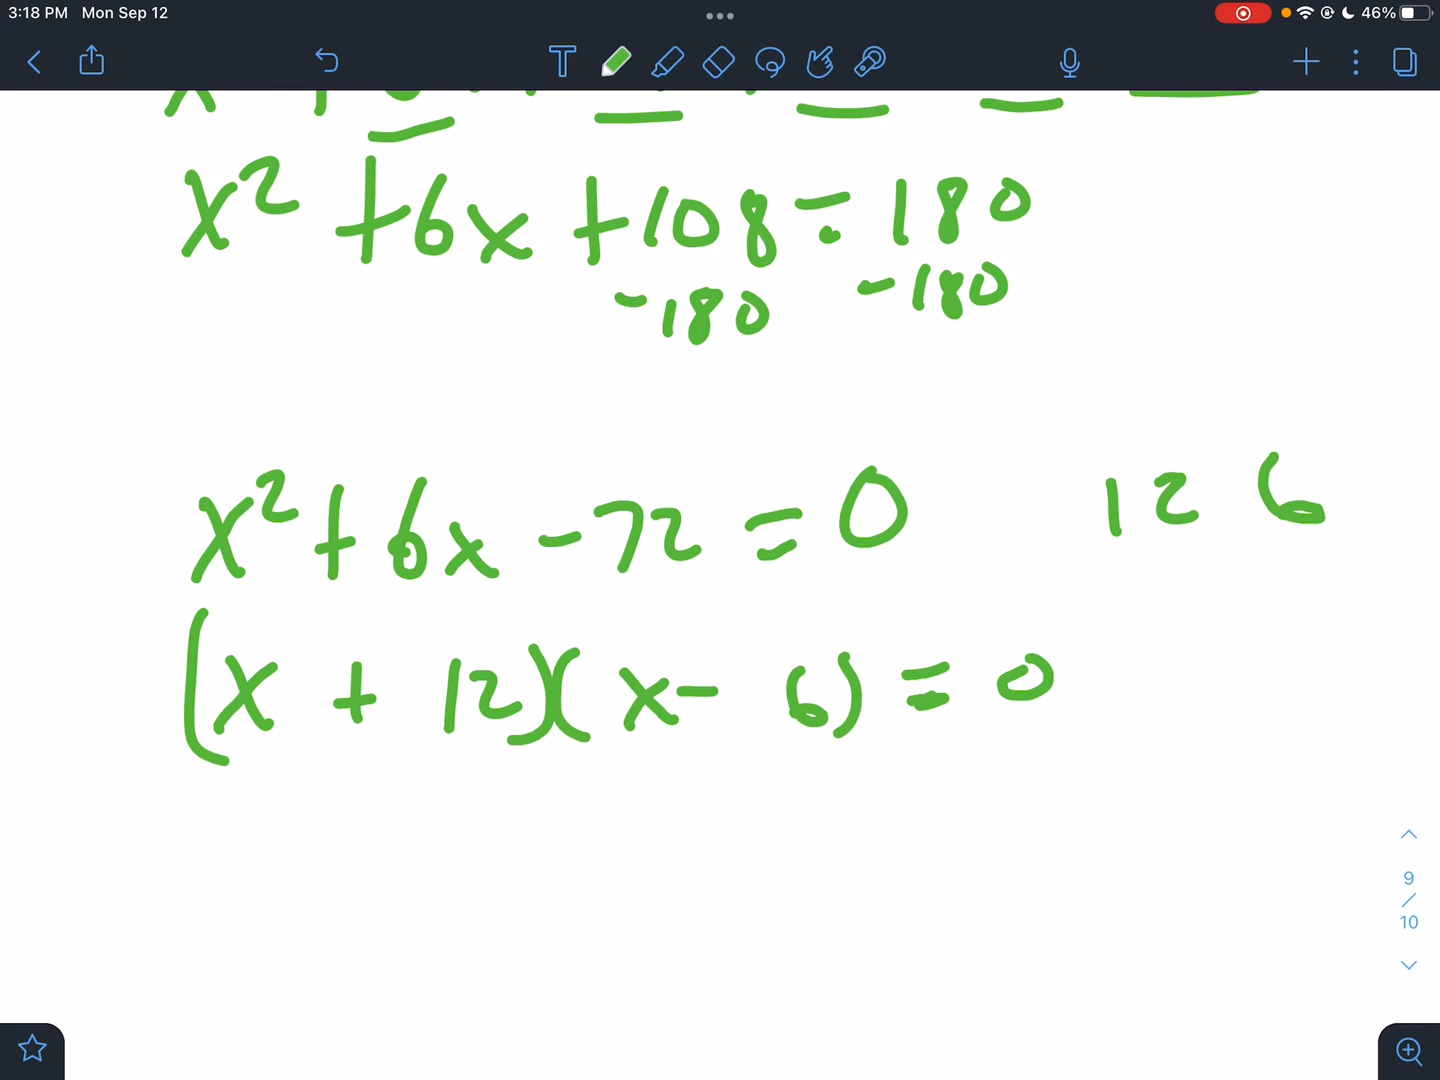 3:18 PM Mon Sep 12 46%
T
x² +6x +108 = 180
-180 -180
x² + 6x - 72 = 0 12 6
(x + 12)(x - 6) = 0
9
/
10